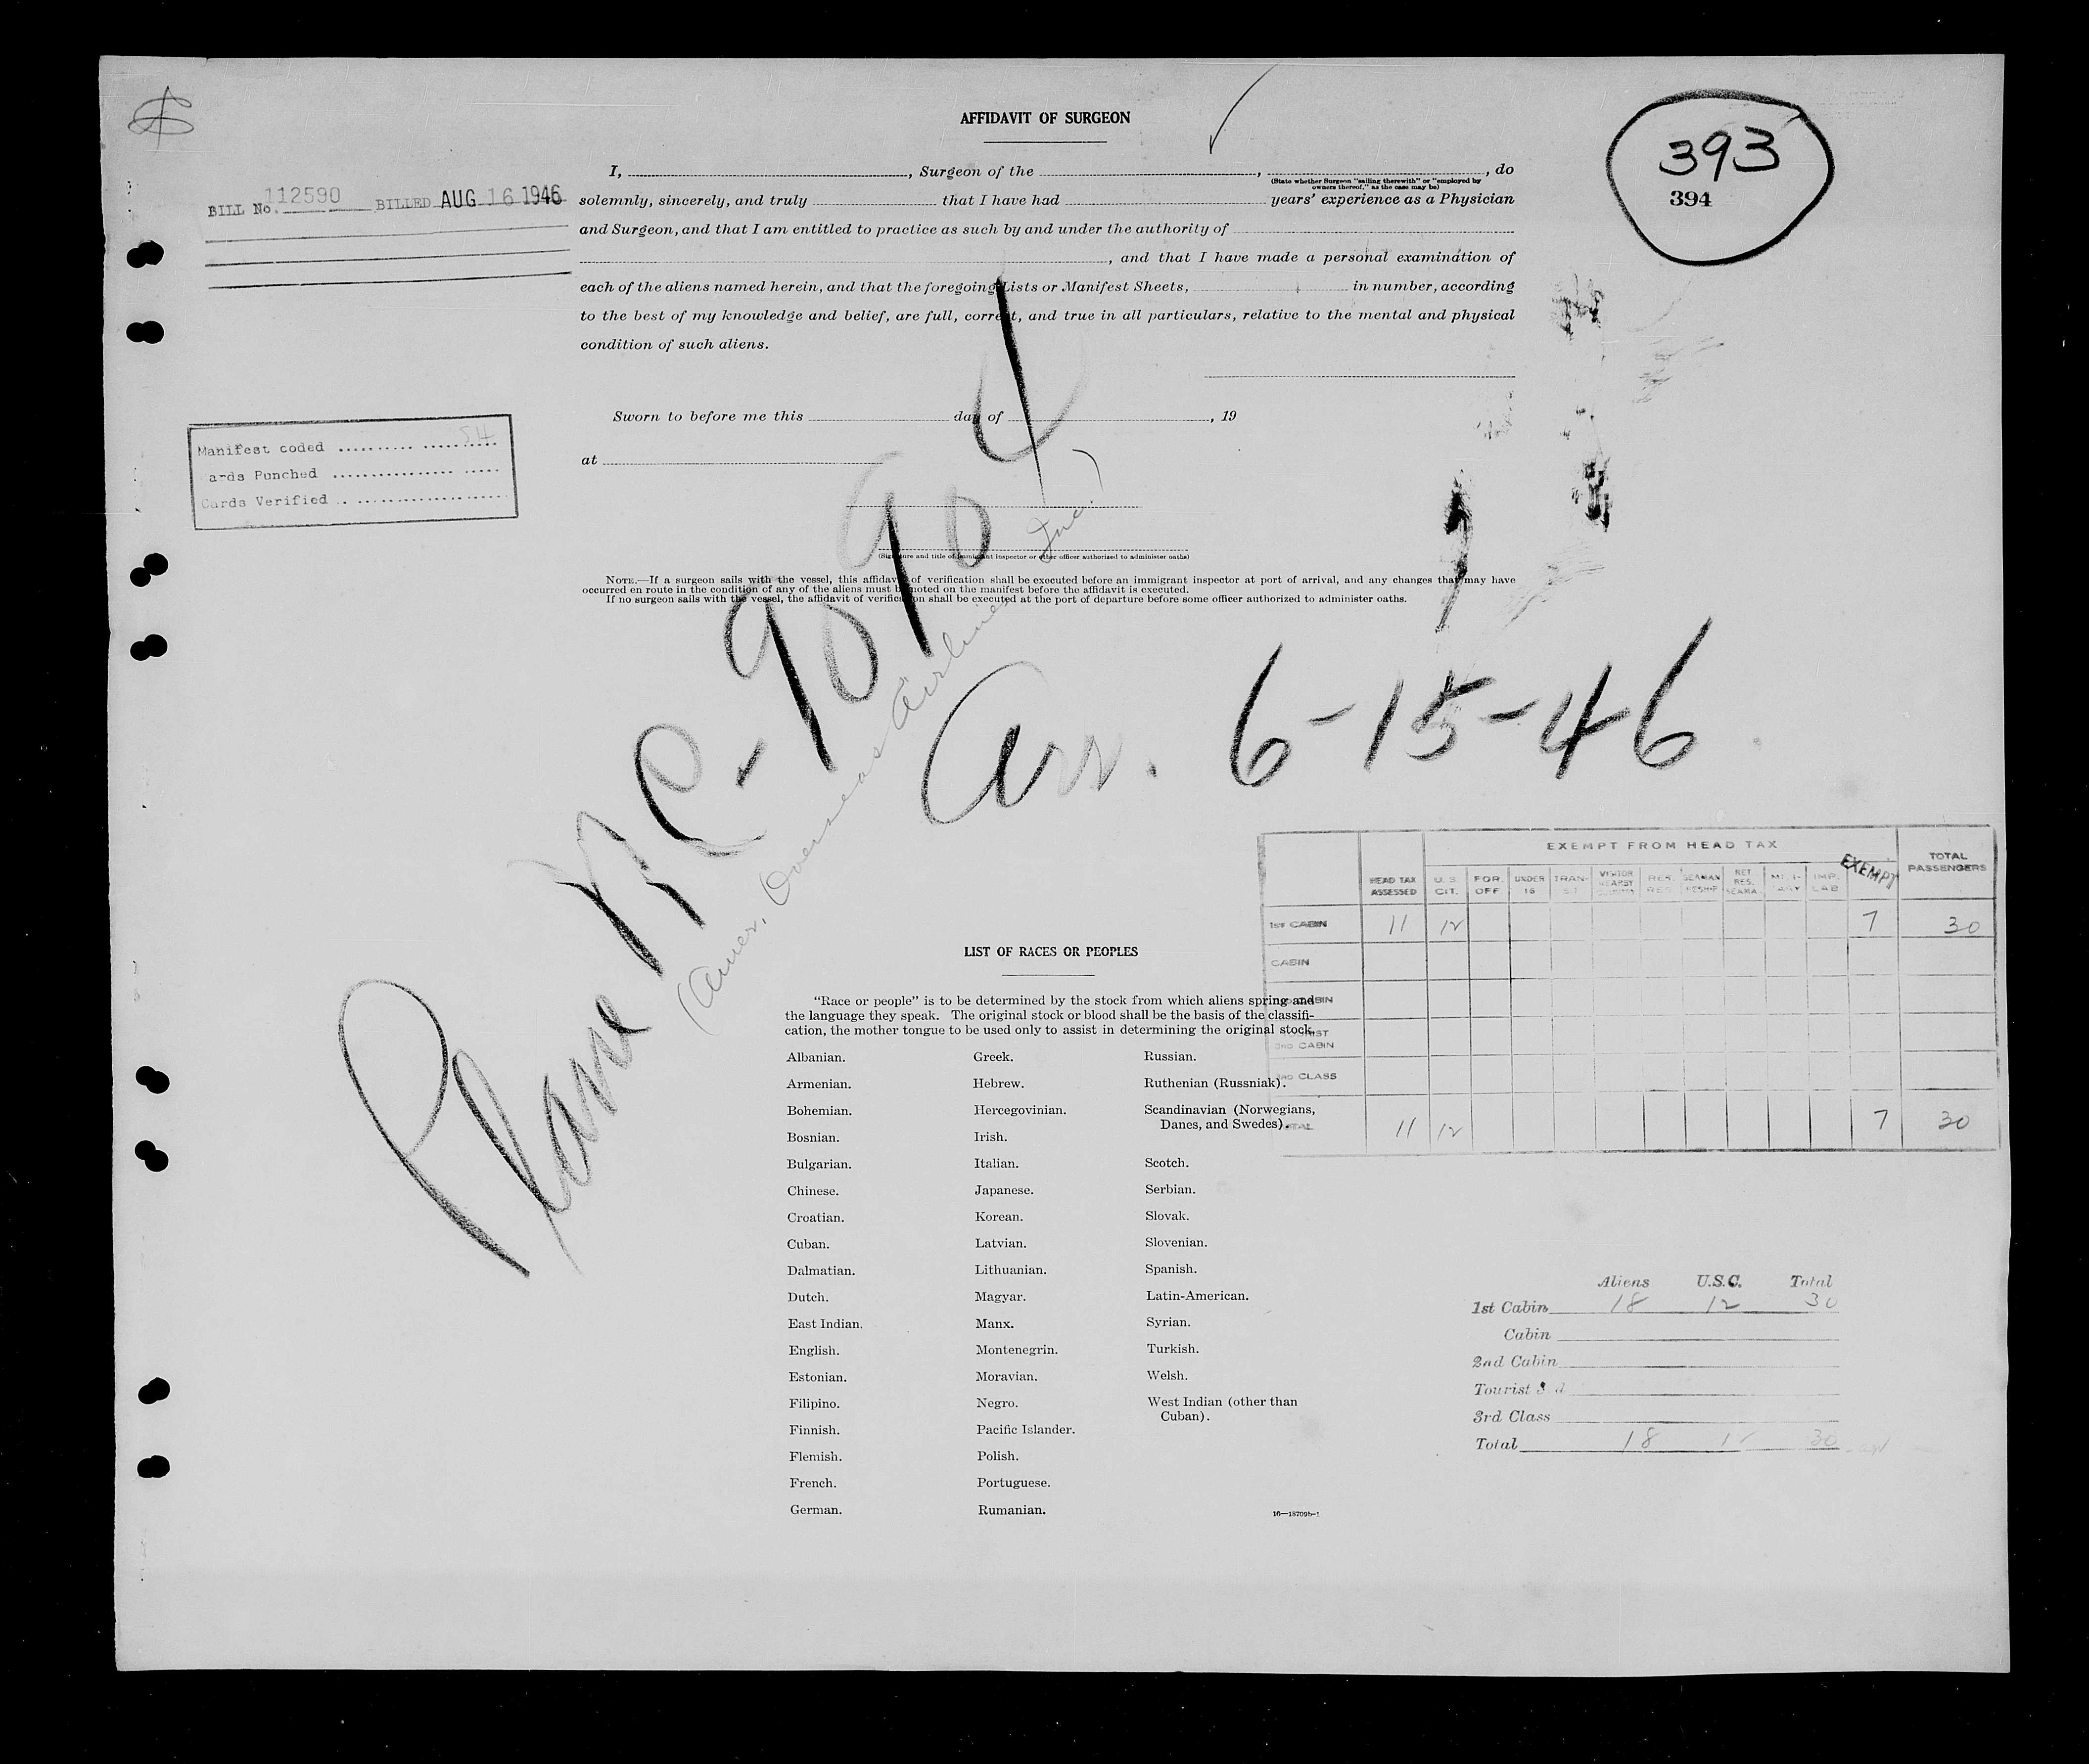 AFFIDAVIT OF SURGEON
393
394
I, , Surgeon of the , , do
(State whether Surgeon "sailing therewith" or "employed by
owners thereof," as the case may be)
BILL No. 112590 BILLED AUG 16 1946
solemnly, sincerely, and truly that I have had years' experience as a Physician
and Surgeon, and that I am entitled to practice as such by and under the authority of
, and that I have made a personal examination of
each of the aliens named herein, and that the foregoing Lists or Manifest Sheets, in number, according
to the best of my knowledge and belief, are full, correct, and true in all particulars, relative to the mental and physical
condition of such aliens.
Sworn to before me this day of , 19
at
Manifest coded
ards Punched
Cards Verified
(Signature and title of immigrant inspector or other officer authorized to administer oaths)
NOTE.—If a surgeon sails with the vessel, this affidavit of verification shall be executed before an immigrant inspector at port of arrival, and any changes that may have
occurred en route in the condition of any of the aliens must be noted on the manifest before the affidavit is executed.
If no surgeon sails with the vessel, the affidavit of verification shall be executed at the port of departure before some officer authorized to administer oaths.
Plane NC-90904
(Amer. Overseas Airlines Inc.)
Arr. 6-15-46
EXEMPT FROM HEAD TAX
HEAD TAX ASSESSED U.S. CIT. FOR. OFF. UNDER 16 TRAN- VISITOR NEARBY RES. SEAMAN RET. RES. SEAMA IMP. LAB EXEMPT TOTAL PASSENGERS
1ST CABIN 11 12 7 30
CABIN
CABIN
3RD CABIN
CLASS
TOTAL 11 12 7 30
LIST OF RACES OR PEOPLES
"Race or people" is to be determined by the stock from which aliens spring and
the language they speak. The original stock or blood shall be the basis of the classifi-
cation, the mother tongue to be used only to assist in determining the original stock.
Albanian. Greek. Russian.
Armenian. Hebrew. Ruthenian (Russniak).
Bohemian. Hercegovinian. Scandinavian (Norwegians,
Danes, and Swedes).
Bosnian. Irish.
Bulgarian. Italian. Scotch.
Chinese. Japanese. Serbian.
Croatian. Korean. Slovak.
Cuban. Latvian. Slovenian.
Dalmatian. Lithuanian. Spanish.
Dutch. Magyar. Latin-American.
East Indian. Manx. Syrian.
English. Montenegrin. Turkish.
Estonian. Moravian. Welsh.
Filipino. Negro. West Indian (other than
Cuban).
Finnish. Pacific Islander.
Flemish. Polish.
French. Portuguese.
German. Rumanian.
16—18709b-1
Aliens U.S.C. Total
1st Cabin 18 12 30
Cabin
2nd Cabin
Tourist 3 d
3rd Class
Total 18 12 30